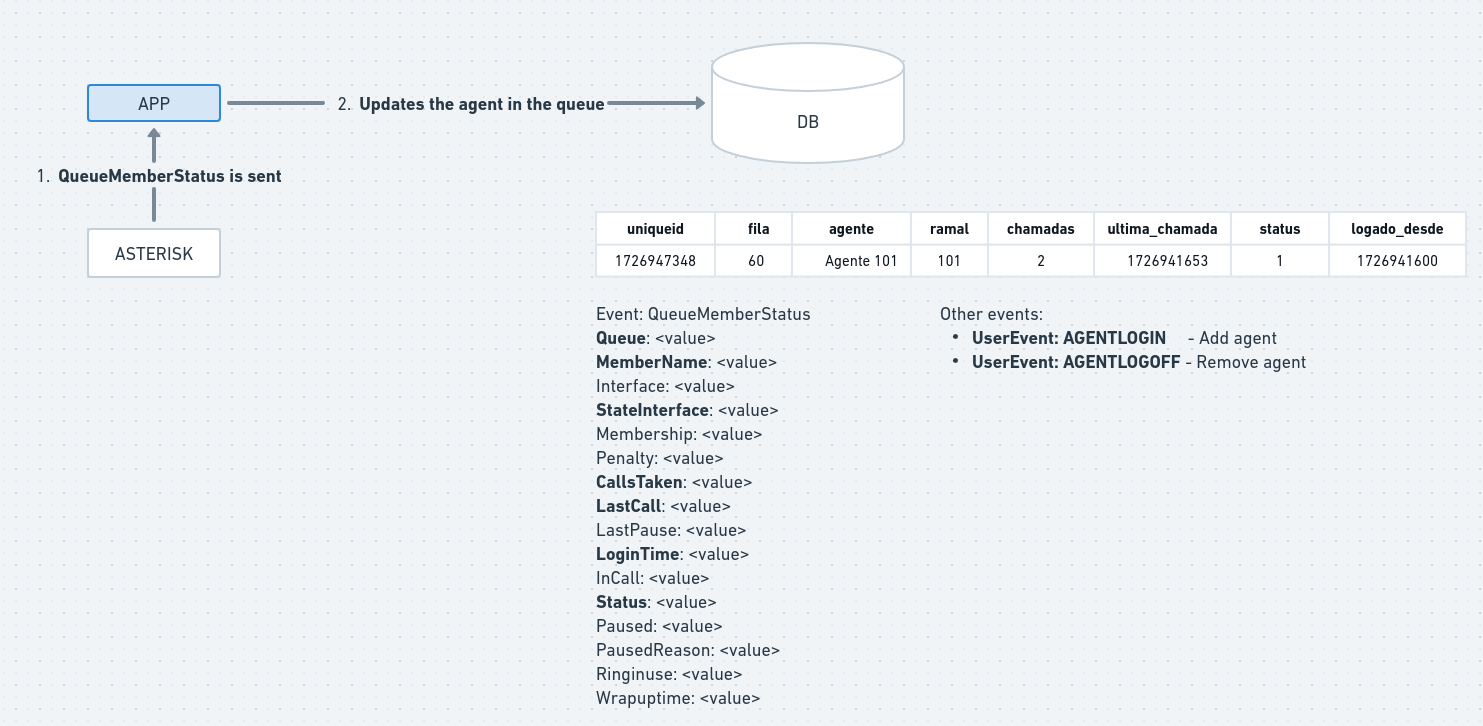 APP
2. Updates the agent in the queue
DB
1. QueueMemberStatus is sent
ASTERISK
uniqueid fila agente ramal chamadas ultima_chamada status logado_desde
1726947348 60 Agente 101 101 2 1726941653 1 1726941600
Event: QueueMemberStatus
Queue: <value>
MemberName: <value>
Interface: <value>
StateInterface: <value>
Membership: <value>
Penalty: <value>
CallsTaken: <value>
LastCall: <value>
LastPause: <value>
LoginTime: <value>
InCall: <value>
Status: <value>
Paused: <value>
PausedReason: <value>
Ringinuse: <value>
Wrapuptime: <value>
Other events:
• UserEvent: AGENTLOGIN - Add agent
• UserEvent: AGENTLOGOFF - Remove agent